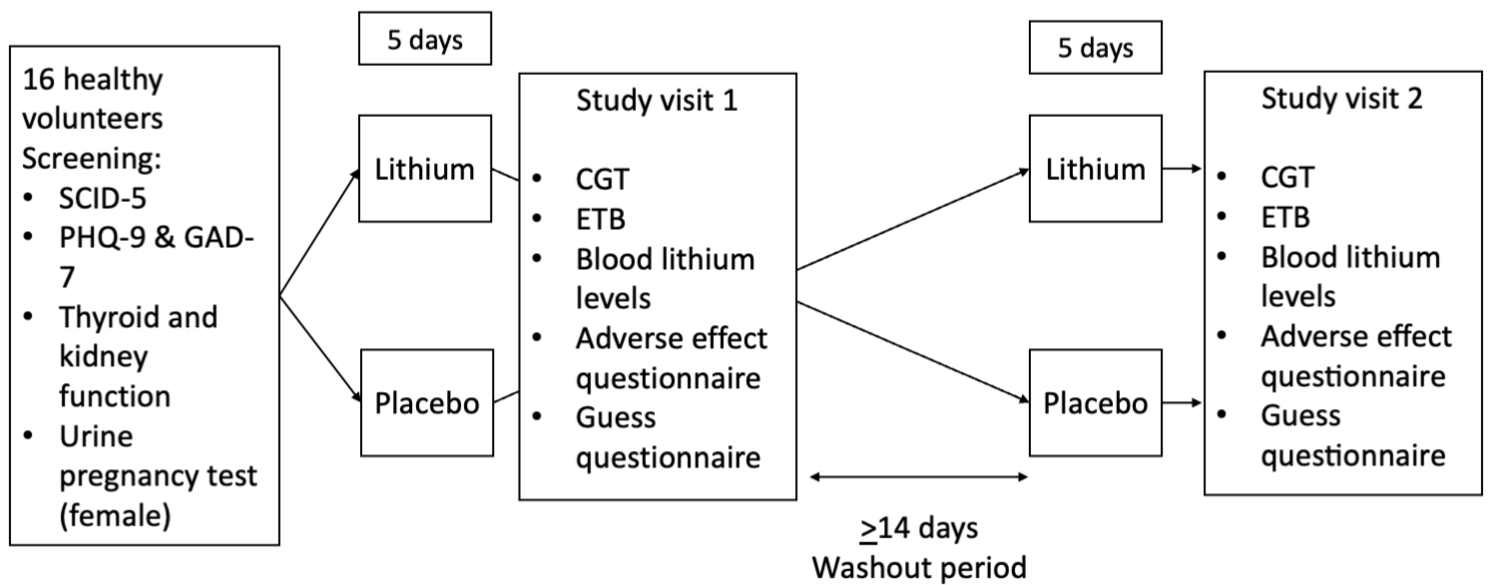 16 healthy
volunteers
Screening:
• SCID-5
• PHQ-9 & GAD-
7
• Thyroid and
kidney
function
• Urine
pregnancy test
(female)
5 days
Lithium
Placebo
Study visit 1
• CGT
• ETB
• Blood lithium
levels
• Adverse effect
questionnaire
• Guess
questionnaire
≥14 days
Washout period
5 days
Lithium
Placebo
Study visit 2
• CGT
• ETB
• Blood lithium
levels
• Adverse effect
questionnaire
• Guess
questionnaire